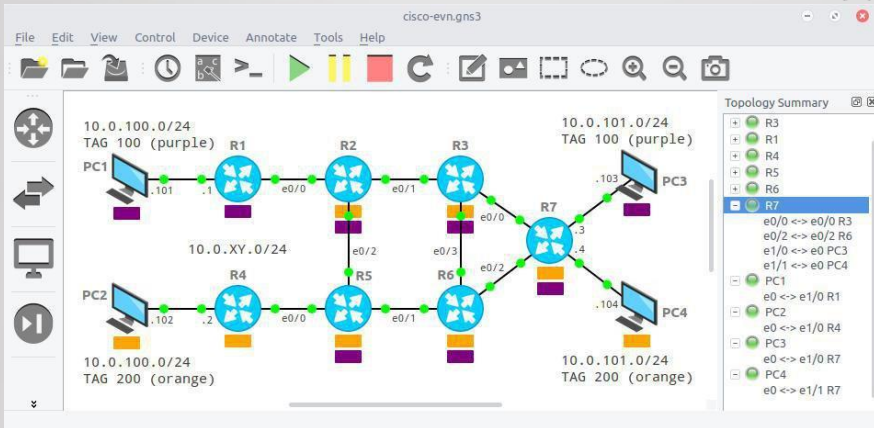 cisco-evn.gns3
File Edit View Control Device Annotate Tools Help
10.0.100.0/24
TAG 100 (purple)
PC1
.101
.1
R1
e0/0
R2
e0/1
R3
10.0.101.0/24
TAG 100 (purple)
.103
PC3
e0/0
R7
.3
.4
10.0.XY.0/24
e0/2
e0/3
e0/2
PC2
.102
.2
R4
e0/0
R5
e0/1
R6
.104
PC4
10.0.100.0/24
TAG 200 (orange)
10.0.101.0/24
TAG 200 (orange)
Topology Summary
R3
R1
R4
R5
R6
R7
e0/0 <-> e0/0 R3
e0/2 <-> e0/2 R6
e1/0 <-> e0 PC3
e1/1 <-> e0 PC4
PC1
e0 <-> e1/0 R1
PC2
e0 <-> e1/0 R4
PC3
e0 <-> e1/0 R7
PC4
e0 <-> e1/1 R7